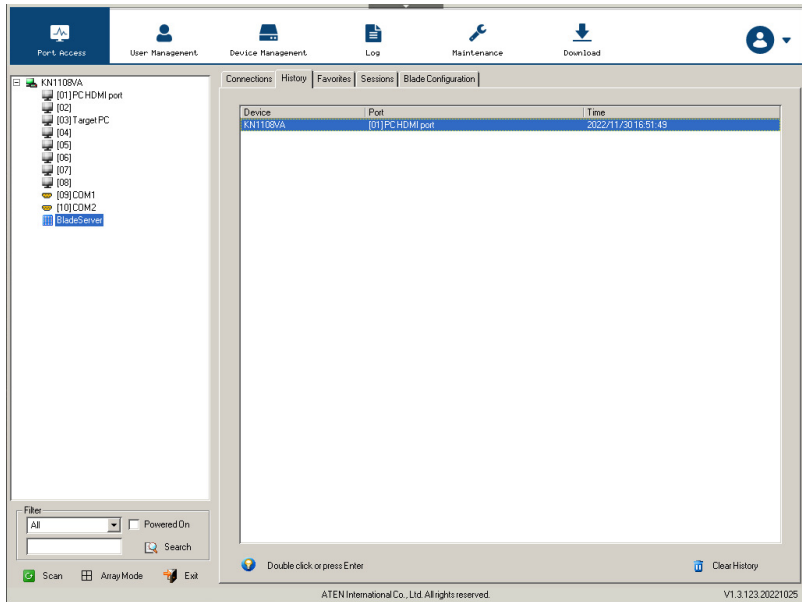 Port Access
User Management
Device Management
Log
Maintenance
Download
KN1108VA
[01]PC HDMI port
[02]
[03]Target PC
[04]
[05]
[06]
[07]
[08]
[09]COM1
[10]COM2
BladeServer
Filter
All
Powered On
Search
Scan
Array Mode
Exit
Connections History Favorites Sessions Blade Configuration
Device Port Time
KN1108VA [01]PC HDMI port 2022/11/30 16:51:49
Double click or press Enter
Clear History
ATEN International Co., Ltd. All rights reserved.
V1.3.123.20221025